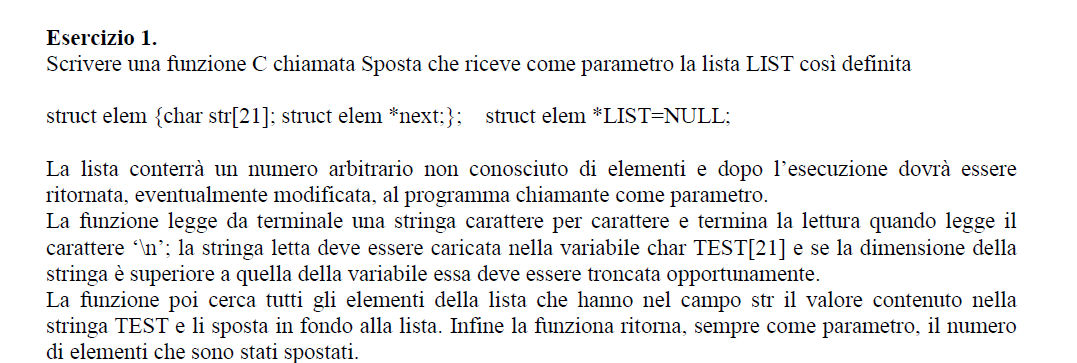 Esercizio 1.
Scrivere una funzione C chiamata Sposta che riceve come parametro la lista LIST così definita
struct elem {char str[21]; struct elem *next;}; struct elem *LIST=NULL;
La lista conterrà un numero arbitrario non conosciuto di elementi e dopo l'esecuzione dovrà essere
ritornata, eventualmente modificata, al programma chiamante come parametro.
La funzione legge da terminale una stringa carattere per carattere e termina la lettura quando legge il
carattere ‘\n’; la stringa letta deve essere caricata nella variabile char TEST[21] e se la dimensione della
stringa è superiore a quella della variabile essa deve essere troncata opportunamente.
La funzione poi cerca tutti gli elementi della lista che hanno nel campo str il valore contenuto nella
stringa TEST e li sposta in fondo alla lista. Infine la funziona ritorna, sempre come parametro, il numero
di elementi che sono stati spostati.